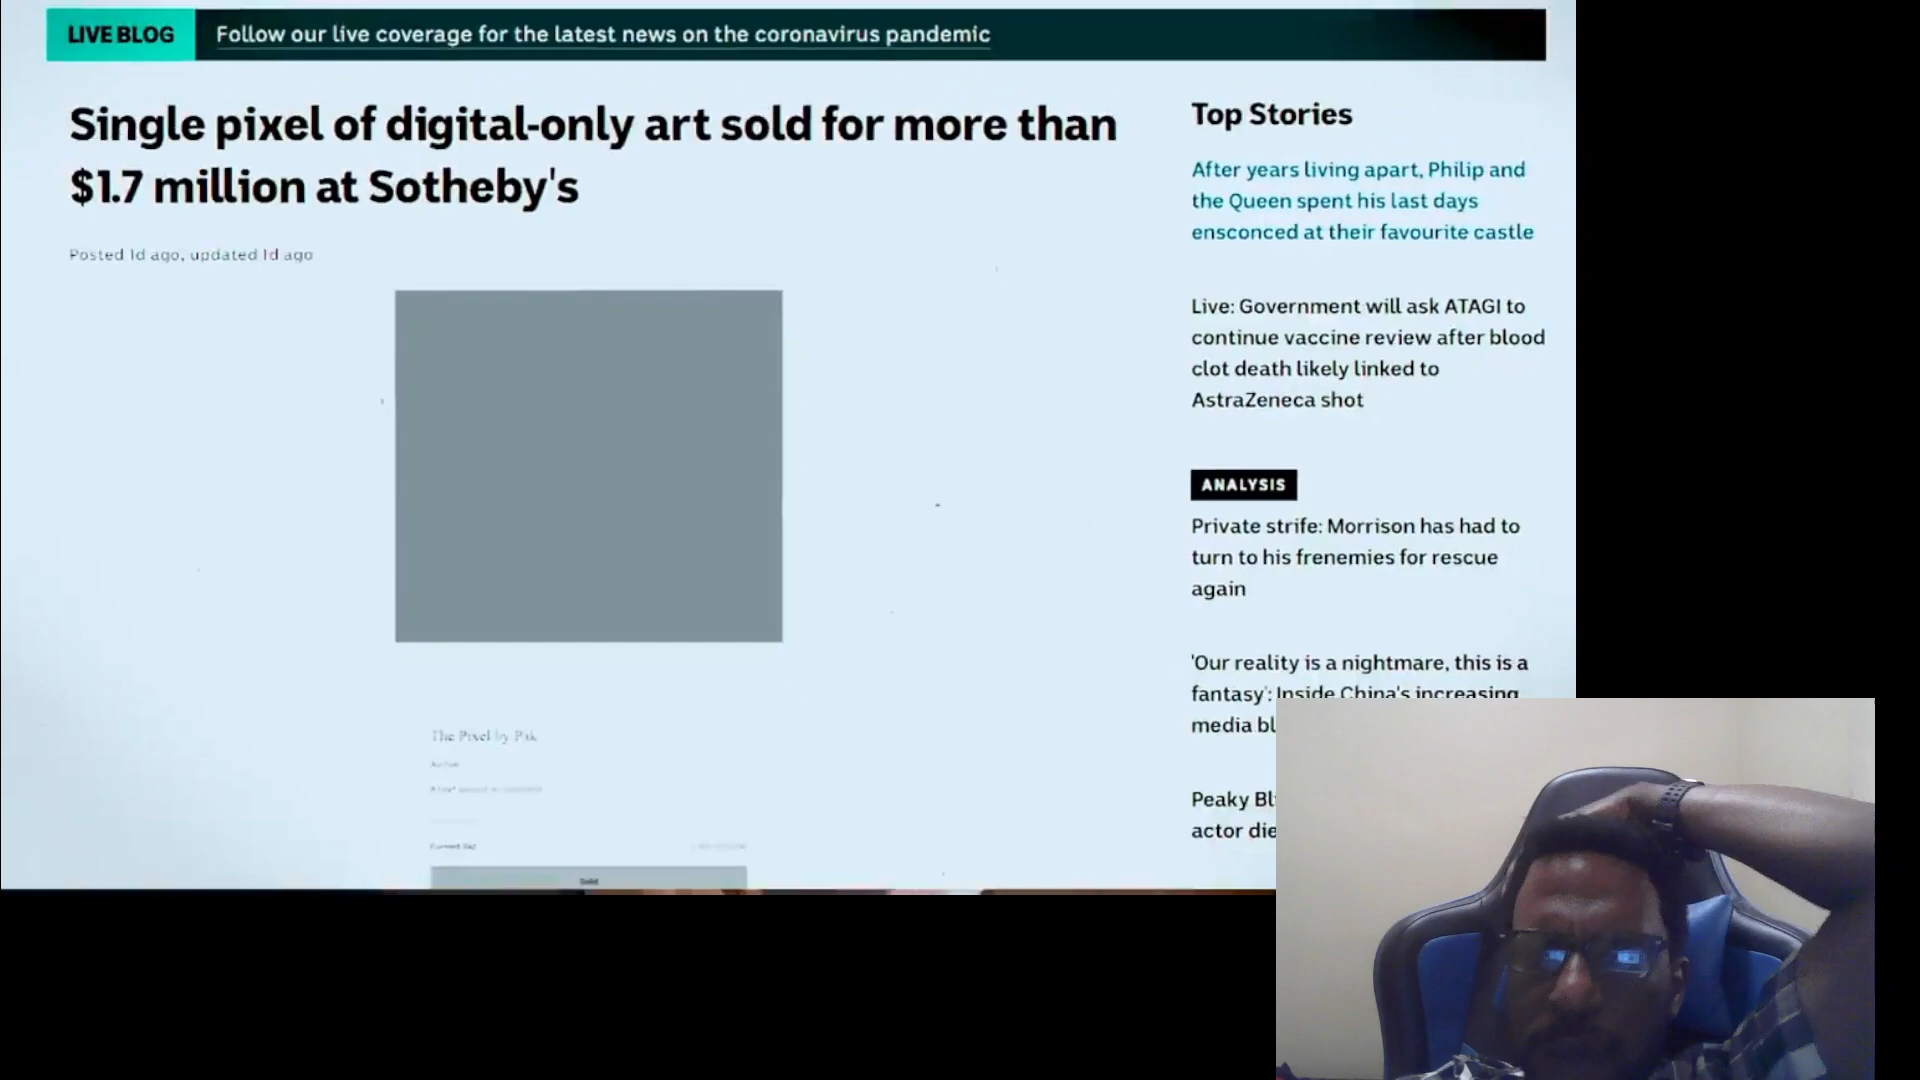 LIVE BLOG
Follow our live coverage for the latest news on the coronavirus pandemic
Single pixel of digital-only art sold for more than
$1.7 million at Sotheby's
Posted 1d ago, updated 1d ago
The Pixel by Pak
Sold
Top Stories
After years living apart, Philip and
the Queen spent his last days
ensconced at their favourite castle
Live: Government will ask ATAGI to
continue vaccine review after blood
clot death likely linked to
AstraZeneca shot
ANALYSIS
Private strife: Morrison has had to
turn to his frenemies for rescue
again
'Our reality is a nightmare, this is a
fantasy': Inside China's increasing
media
Peaky
actor